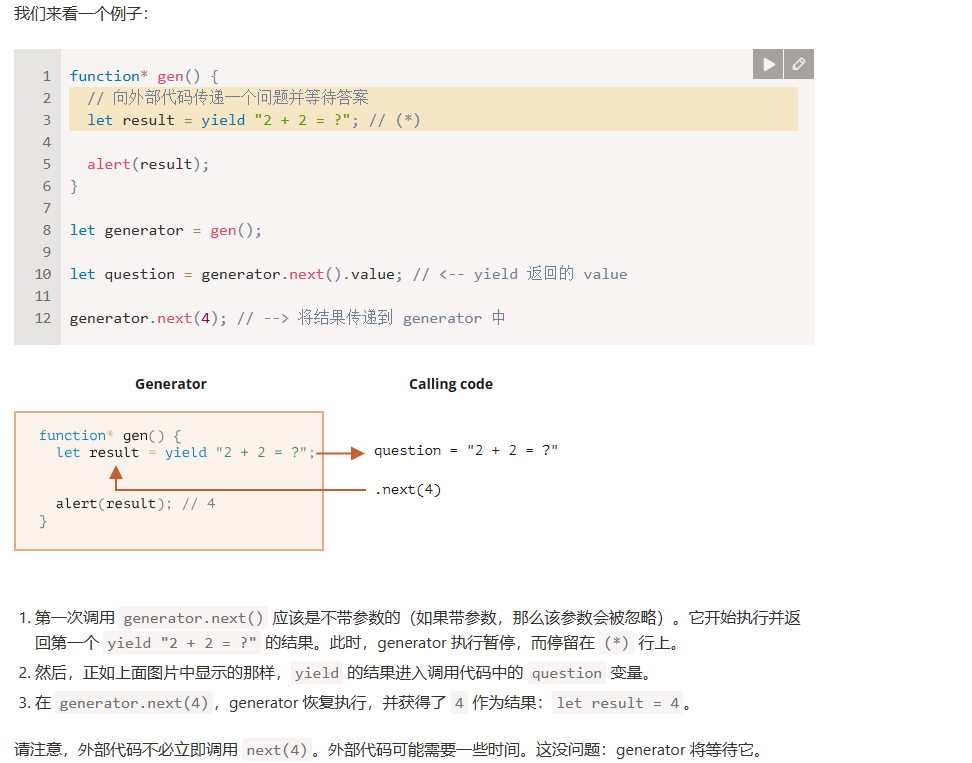 我们来看一个例子：
1 function* gen() {
2   // 向外部代码传递一个问题并等待答案
3   let result = yield "2 + 2 = ?"; // (*)
4
5   alert(result);
6 }
7
8 let generator = gen();
9
10 let question = generator.next().value; // <-- yield 返回的 value
11
12 generator.next(4); // --> 将结果传递到 generator 中
Generator
Calling code
function* gen() {
let result = yield "2 + 2 = ?";
question = "2 + 2 = ?"
.next(4)
alert(result); // 4
}
1. 第一次调用 generator.next() 应该是不带参数的（如果带参数，那么该参数会被忽略）。它开始执行并返
回第一个 yield "2 + 2 = ?" 的结果。此时，generator 执行暂停，而停留在 (*) 行上。
2. 然后，正如上面图片中显示的那样， yield 的结果进入调用代码中的 question 变量。
3. 在 generator.next(4)，generator 恢复执行，并获得了 4 作为结果：let result = 4。
请注意，外部代码不必立即调用 next(4)。外部代码可能需要一些时间。这没问题：generator 将等待它。